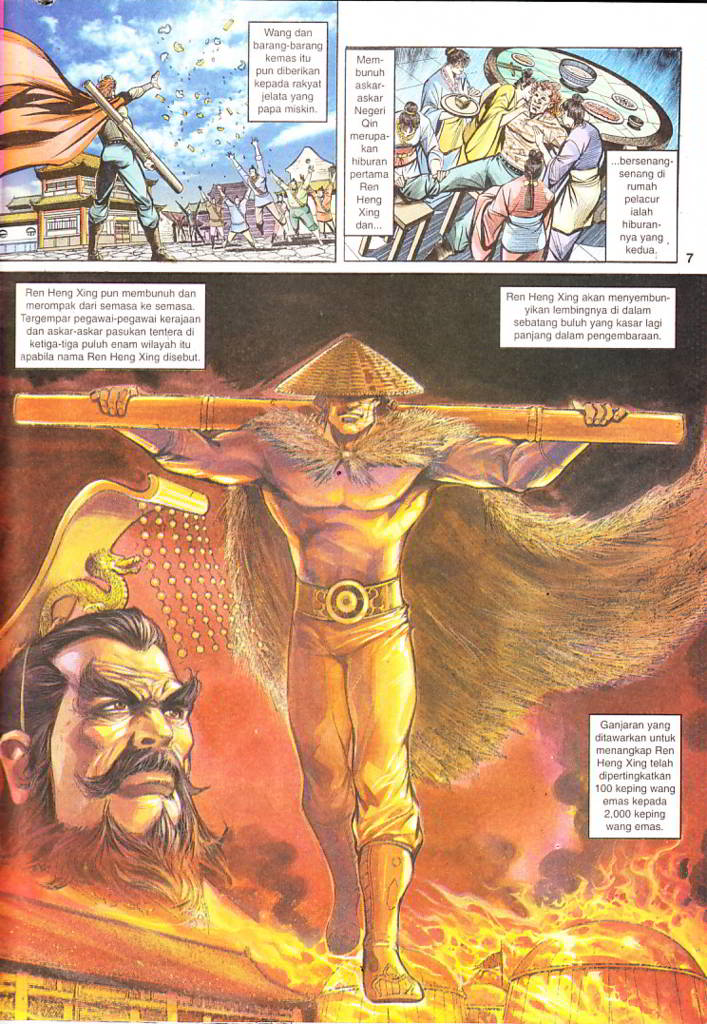 Wang dan
barang-barang
kemas itu
pun diberikan
kepada rakyat
jelata yang
papa miskin.
Mem-
bunuh
askar-
askar
Negeri
Qin
merupa-
kan
hiburan
pertama
Ren
Heng
Xing
dan...
...bersenang-
senang di
rumah
pelacur
ialah
hiburan-
nya yang
kedua.
7
Ren Heng Xing pun membunuh dan
merompak dari semasa ke semasa.
Tergempar pegawai-pegawai kerajaan
dan askar-askar pasukan tentera di
ketiga-tiga puluh enam wilayah itu
apabila nama Ren Heng Xing disebut.
Ren Heng Xing akan menyembun-
yikan lembingnya di dalam
sebatang buluh yang kasar lagi
panjang dalam pengembaraan.
Ganjaran yang
ditawarkan untuk
menangkap Ren
Heng Xing telah
dipertingkatkan
100 keping wang
emas kepada
2,000 keping
wang emas.